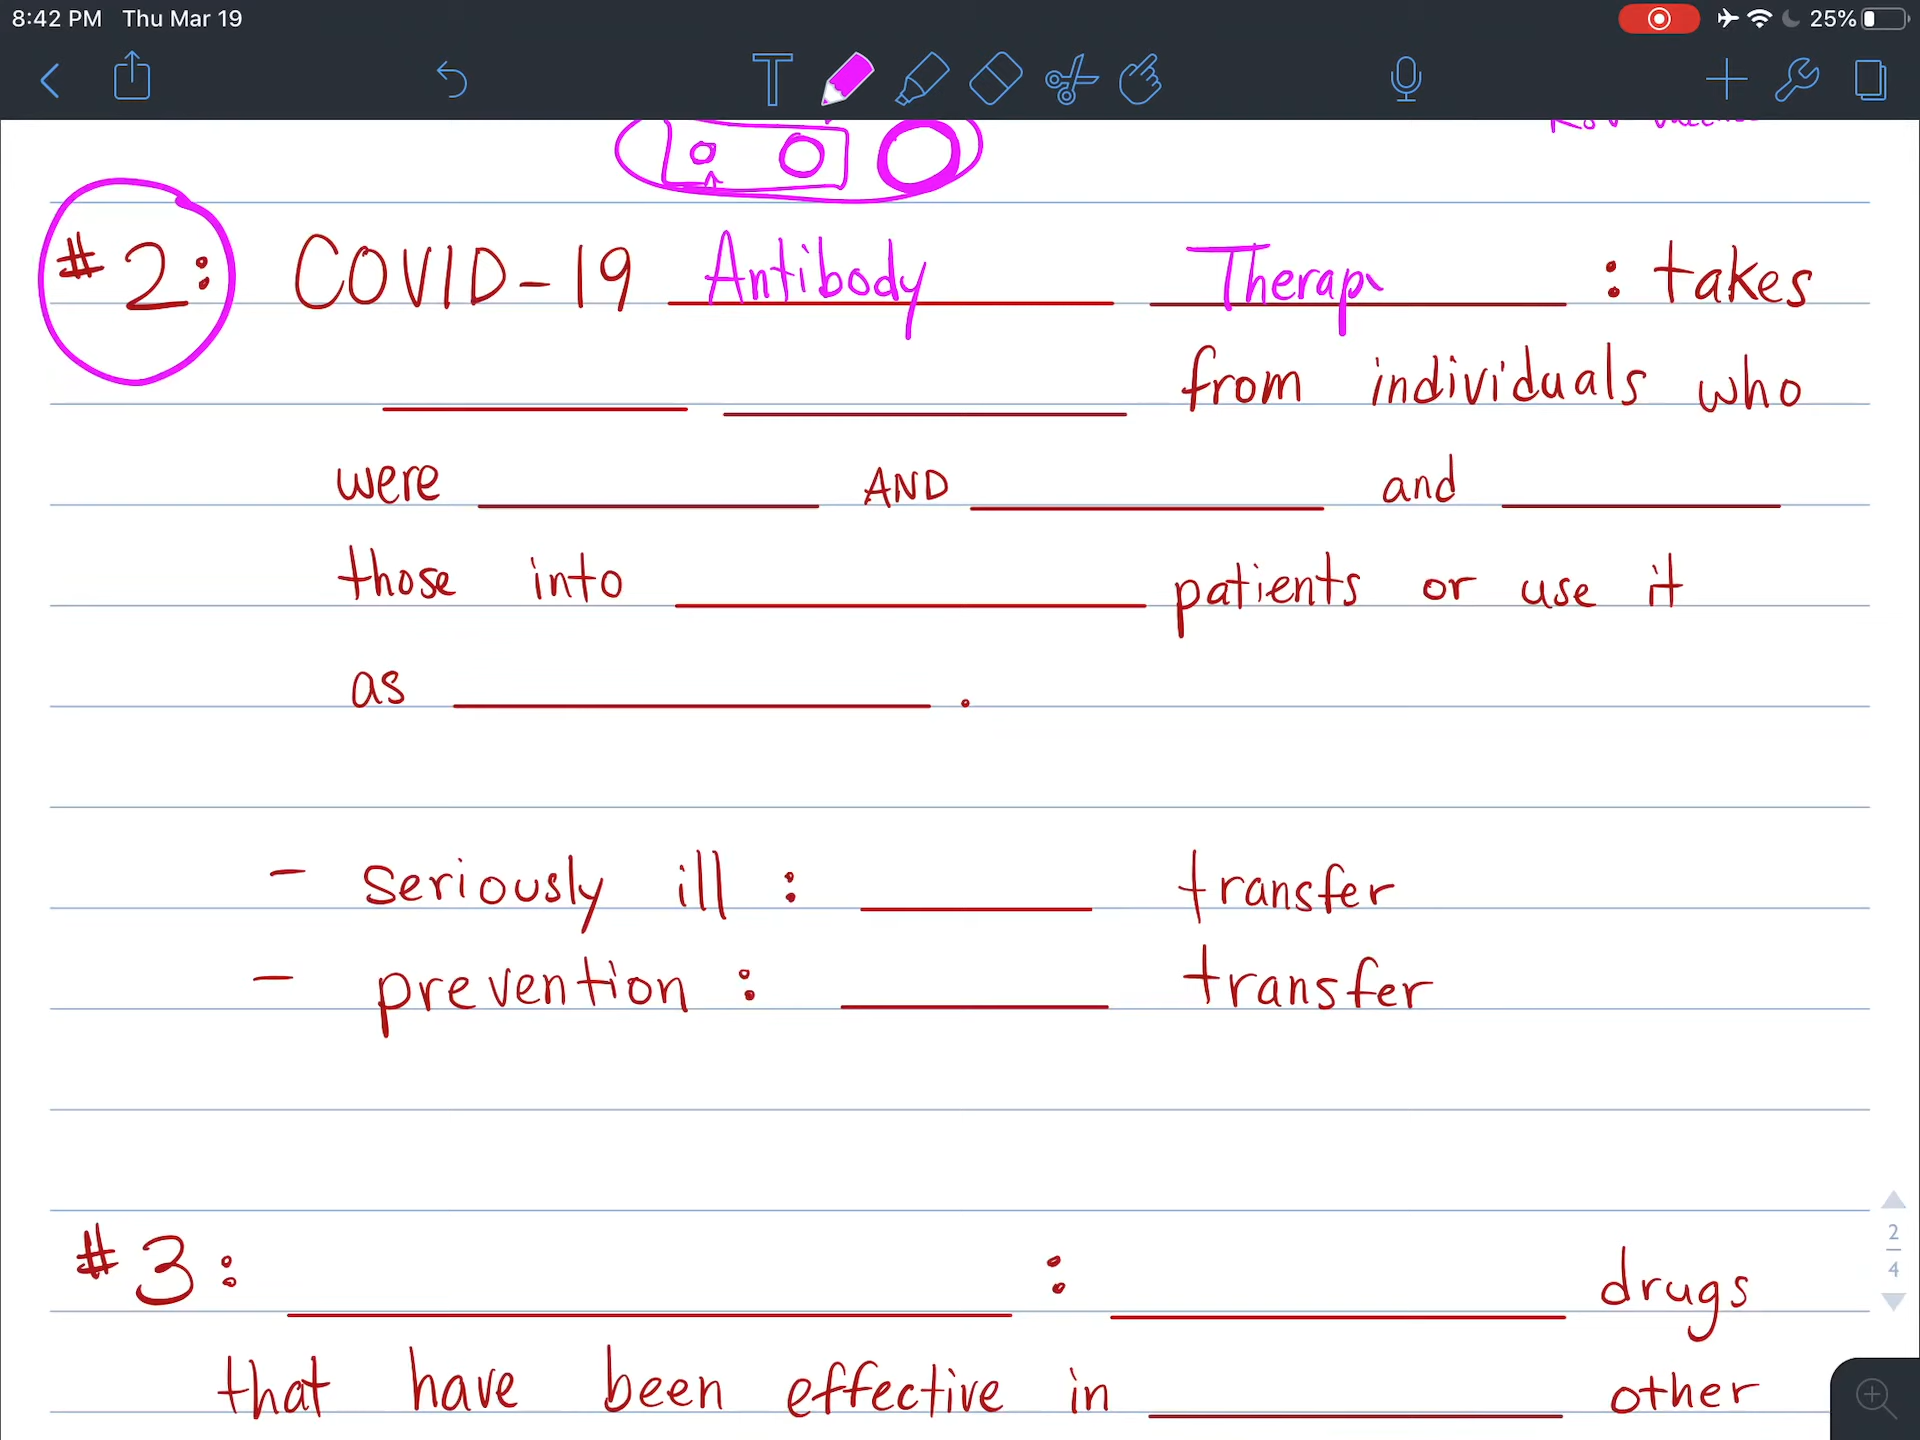 8:42 PM Thu Mar 19 25%
#2: COVID-19 Antibody Therap : takes
from individuals who
were AND and
those into patients or use it
as .
- seriously ill : transfer
- prevention : transfer
#3: : drugs
that have been effective in other
2
4